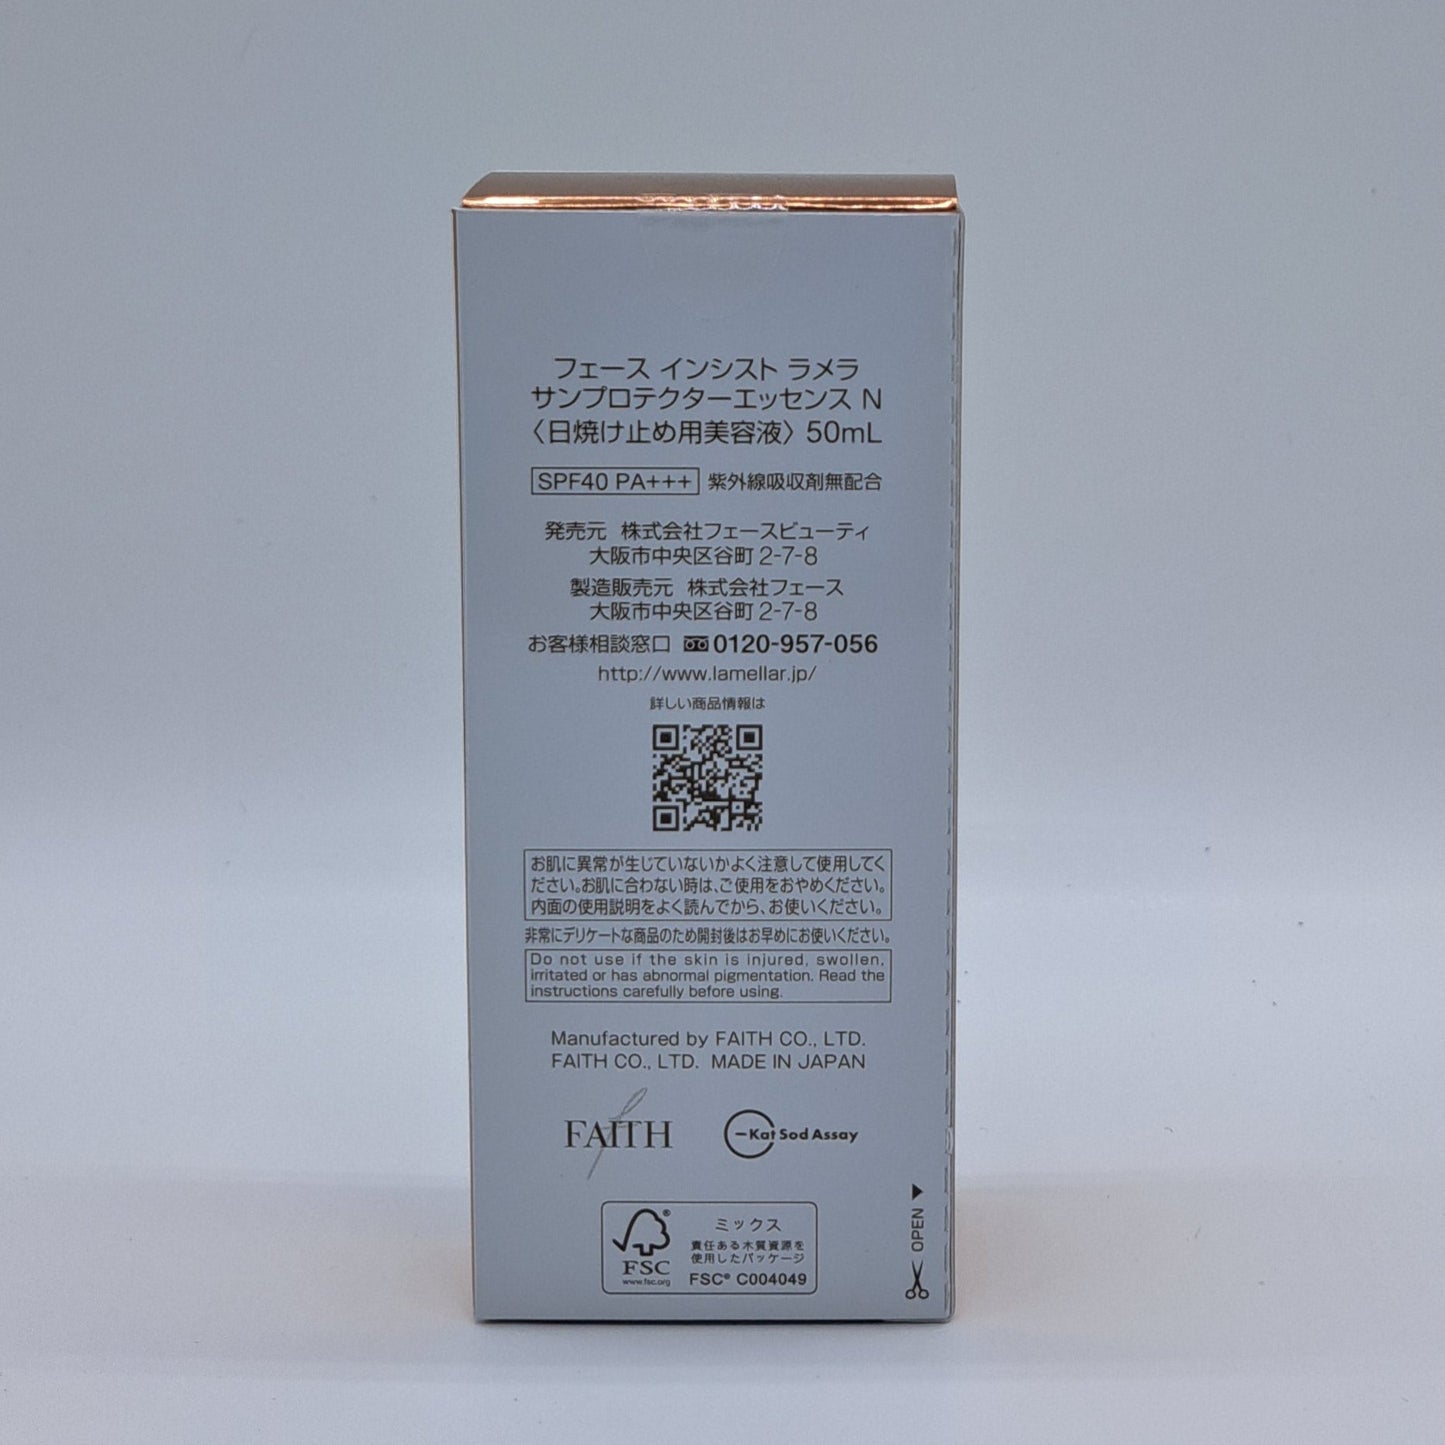 フェース インシスト ラメラ
サンプロテクターエッセンス N
〈日焼け止め用美容液〉 50mL
SPF40 PA+++ 紫外線吸収剤無配合
発売元 株式会社フェースビューティ
大阪市中央区谷町 2-7-8
製造販売元 株式会社フェース
大阪市中央区谷町 2-7-8
お客様相談窓口 0120-957-056
http://www.lamellar.jp/
詳しい商品情報は
お肌に異常が生じていないかよく注意して使用してく
ださい。お肌に合わない時は、ご使用をおやめください。
内面の使用説明をよく読んでから、お使いください。
非常にデリケートな商品のため開封後はお早めにお使いください。
Do not use if the skin is injured, swollen,
irritated or has abnormal pigmentation. Read the
instructions carefully before using.
Manufactured by FAITH CO., LTD.
FAITH CO., LTD. MADE IN JAPAN
FAITH
Kat Sod Assay
OPEN
FSC
www.fsc.org
ミックス
責任ある木質資源を
使用したパッケージ
FSC® C004049